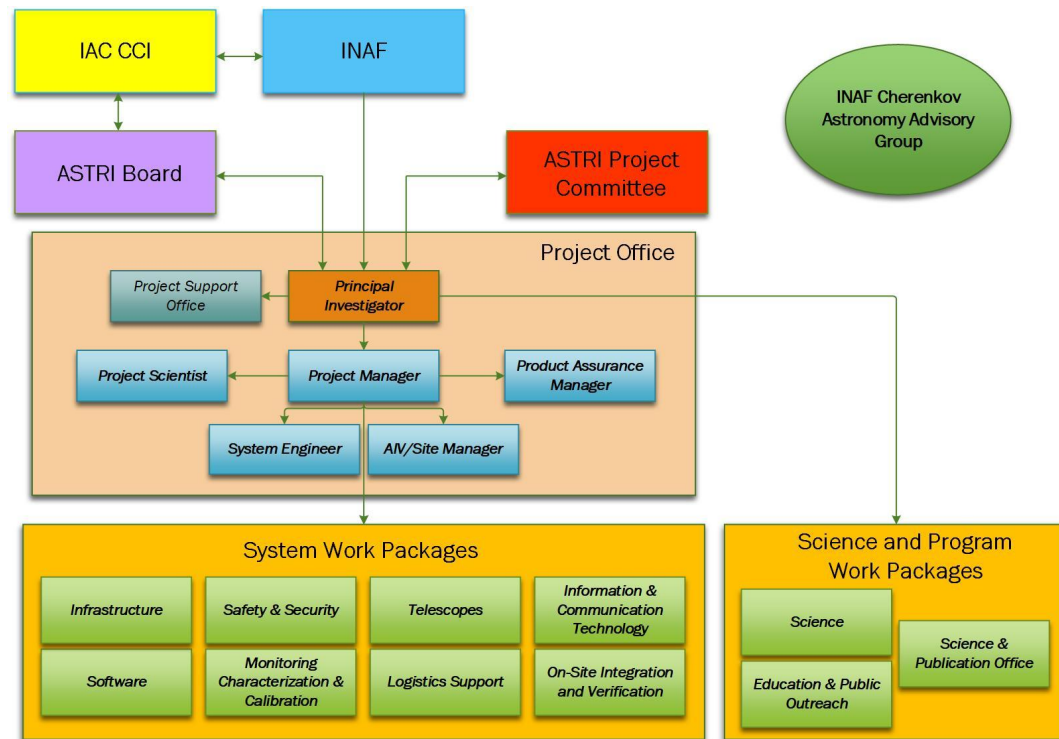 IAC CCI
INAF
INAF Cherenkov
Astronomy Advisory
Group
ASTRI Board
ASTRI Project
Committee
Project Office
Project Support
Office
Principal
Investigator
Project Scientist
Project Manager
Product Assurance
Manager
System Engineer
AIV/Site Manager
System Work Packages
Infrastructure
Safety & Security
Telescopes
Information &
Communication
Technology
Software
Monitoring
Characterization &
Calibration
Logistics Support
On-Site Integration
and Verification
Science and Program
Work Packages
Science
Science &
Publication Office
Education & Public
Outreach